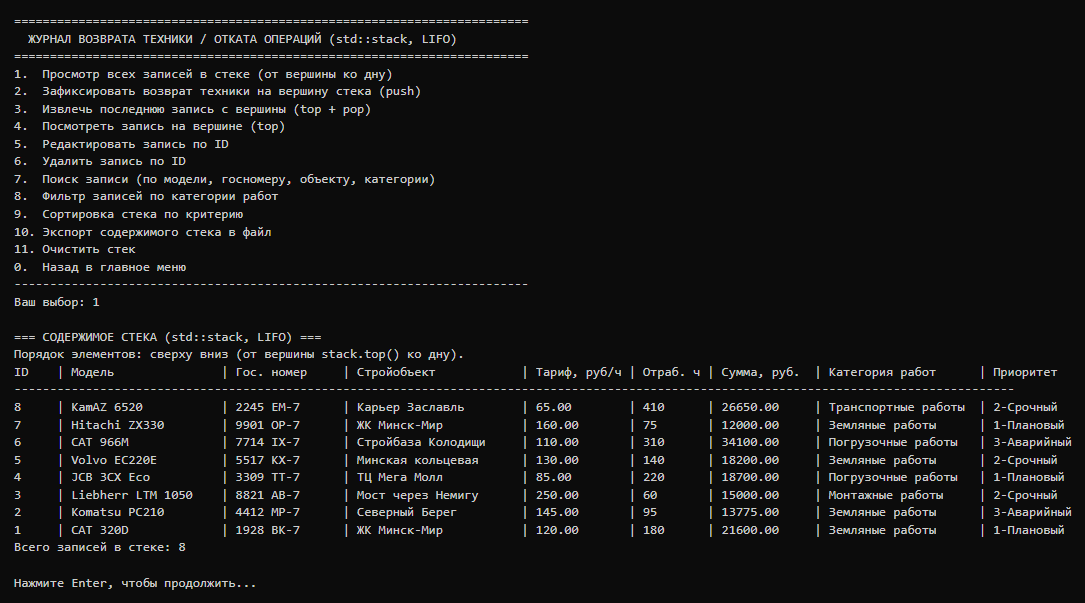 ========================================================================
ЖУРНАЛ ВОЗВРАТА ТЕХНИКИ / ОТКАТА ОПЕРАЦИЙ (std::stack, LIFO)
========================================================================
1.  Просмотр всех записей в стеке (от вершины ко дну)
2.  Зафиксировать возврат техники на вершину стека (push)
3.  Извлечь последнюю запись с вершины (top + pop)
4.  Посмотреть запись на вершине (top)
5.  Редактировать запись по ID
6.  Удалить запись по ID
7.  Поиск записи (по модели, госномеру, объекту, категории)
8.  Фильтр записей по категории работ
9.  Сортировка стека по критерию
10. Экспорт содержимого стека в файл
11. Очистить стек
0.  Назад в главное меню
------------------------------------------------------------------------
Ваш выбор: 1
=== СОДЕРЖИМОЕ СТЕКА (std::stack, LIFO) ===
Порядок элементов: сверху вниз (от вершины stack.top() ко дну).
ID    | Модель               | Гос. номер     | Стройобъект            | Тариф, руб/ч | Отраб. ч | Сумма, руб.  | Категория работ      | Приоритет
--------------------------------------------------------------------------------------------------------------------------------------------
8     | KamAZ 6520           | 2245 EM-7      | Карьер Заславль        | 65.00        | 410      | 26650.00     | Транспортные работы  | 2-Срочный
7     | Hitachi ZX330        | 9901 OP-7      | ЖК Минск-Мир           | 160.00       | 75       | 12000.00     | Земляные работы      | 1-Плановый
6     | CAT 966M             | 7714 IX-7      | Стройбаза Колодищи     | 110.00       | 310      | 34100.00     | Погрузочные работы   | 3-Аварийный
5     | Volvo EC220E         | 5517 KX-7      | Минская кольцевая      | 130.00       | 140      | 18200.00     | Земляные работы      | 2-Срочный
4     | JCB 3CX Eco          | 3309 TT-7      | ТЦ Мега Молл           | 85.00        | 220      | 18700.00     | Погрузочные работы   | 1-Плановый
3     | Liebherr LTM 1050    | 8821 AB-7      | Мост через Немигу      | 250.00       | 60       | 15000.00     | Монтажные работы     | 2-Срочный
2     | Komatsu PC210        | 4412 MP-7      | Северный Берег         | 145.00       | 95       | 13775.00     | Земляные работы      | 3-Аварийный
1     | CAT 320D             | 1928 BK-7      | ЖК Минск-Мир           | 120.00       | 180      | 21600.00     | Земляные работы      | 1-Плановый
Всего записей в стеке: 8
Нажмите Enter, чтобы продолжить...